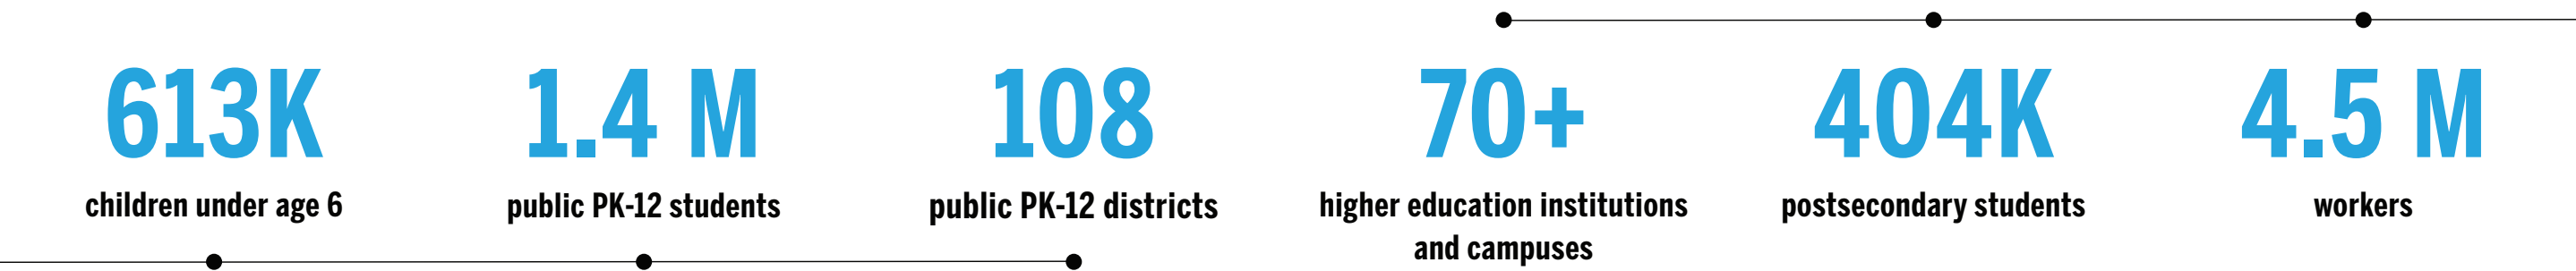 613K
children under age 6
1.4 M
public PK-12 students
108
public PK-12 districts
70+
higher education institutions
and campuses
404K
postsecondary students
4.5 M
workers